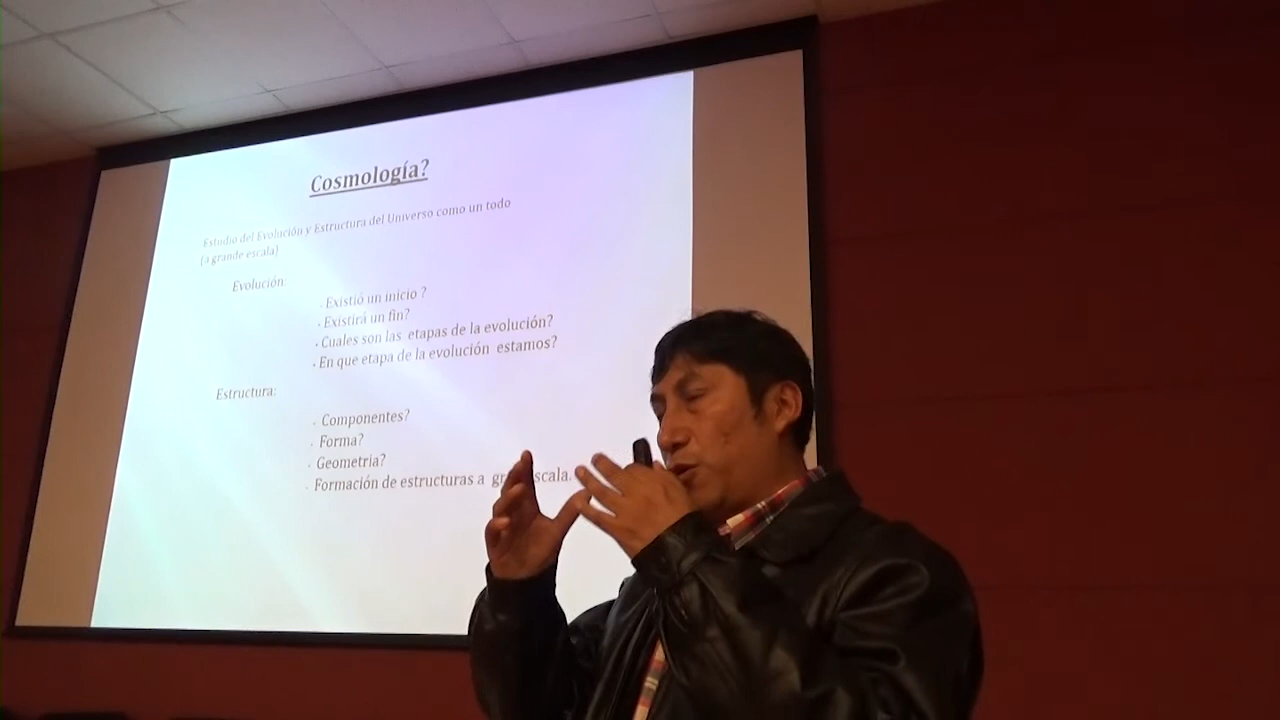 Cosmología?
Estudio del Evolución y Estructura del Universo como un todo
(a grande escala)
Evolución:
. Existió un inicio ?
. Existirá un fin?
. Cuales son las etapas de la evolución?
. En que etapa de la evolución estamos?
Estructura:
. Componentes?
. Forma?
. Geometria?
. Formación de estructuras a